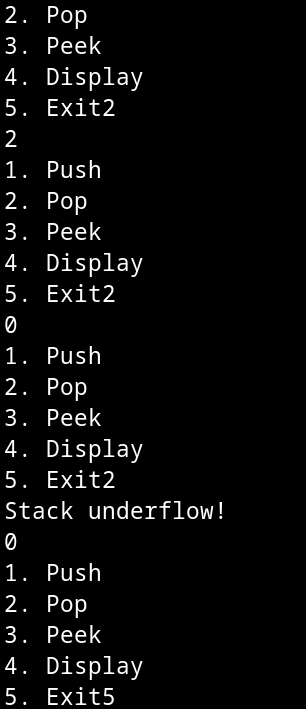 2. Pop
3. Peek
4. Display
5. Exit2
2
1. Push
2. Pop
3. Peek
4. Display
5. Exit2
0
1. Push
2. Pop
3. Peek
4. Display
5. Exit2
Stack underflow!
0
1. Push
2. Pop
3. Peek
4. Display
5. Exit5